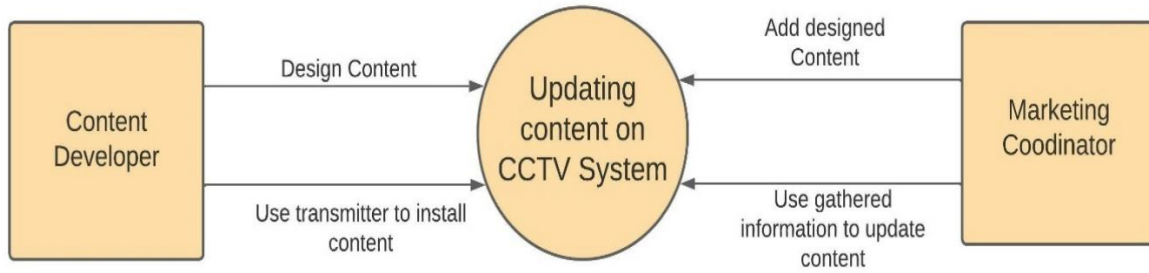 Content
Developer
Design Content
Use transmitter to install
content
Updating
content on
CCTV System
Add designed
Content
Use gathered
information to update
content
Marketing
Coodinator